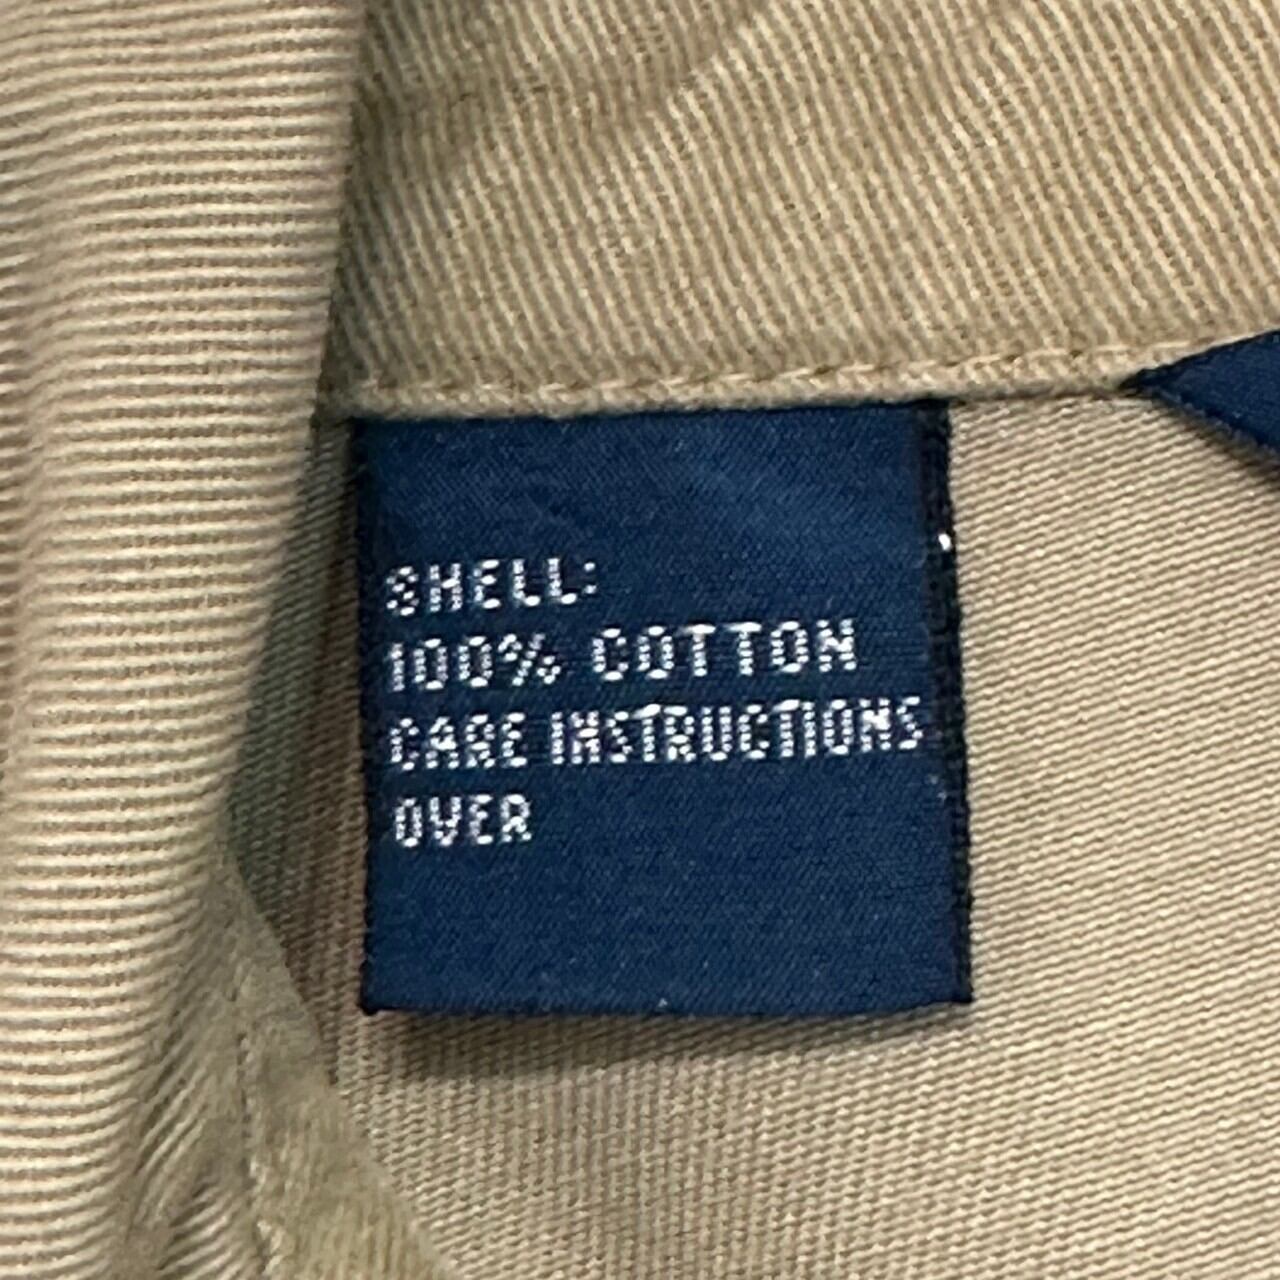 SHELL:
100% COTTON
CARE INSTRUCTIONS
OVER